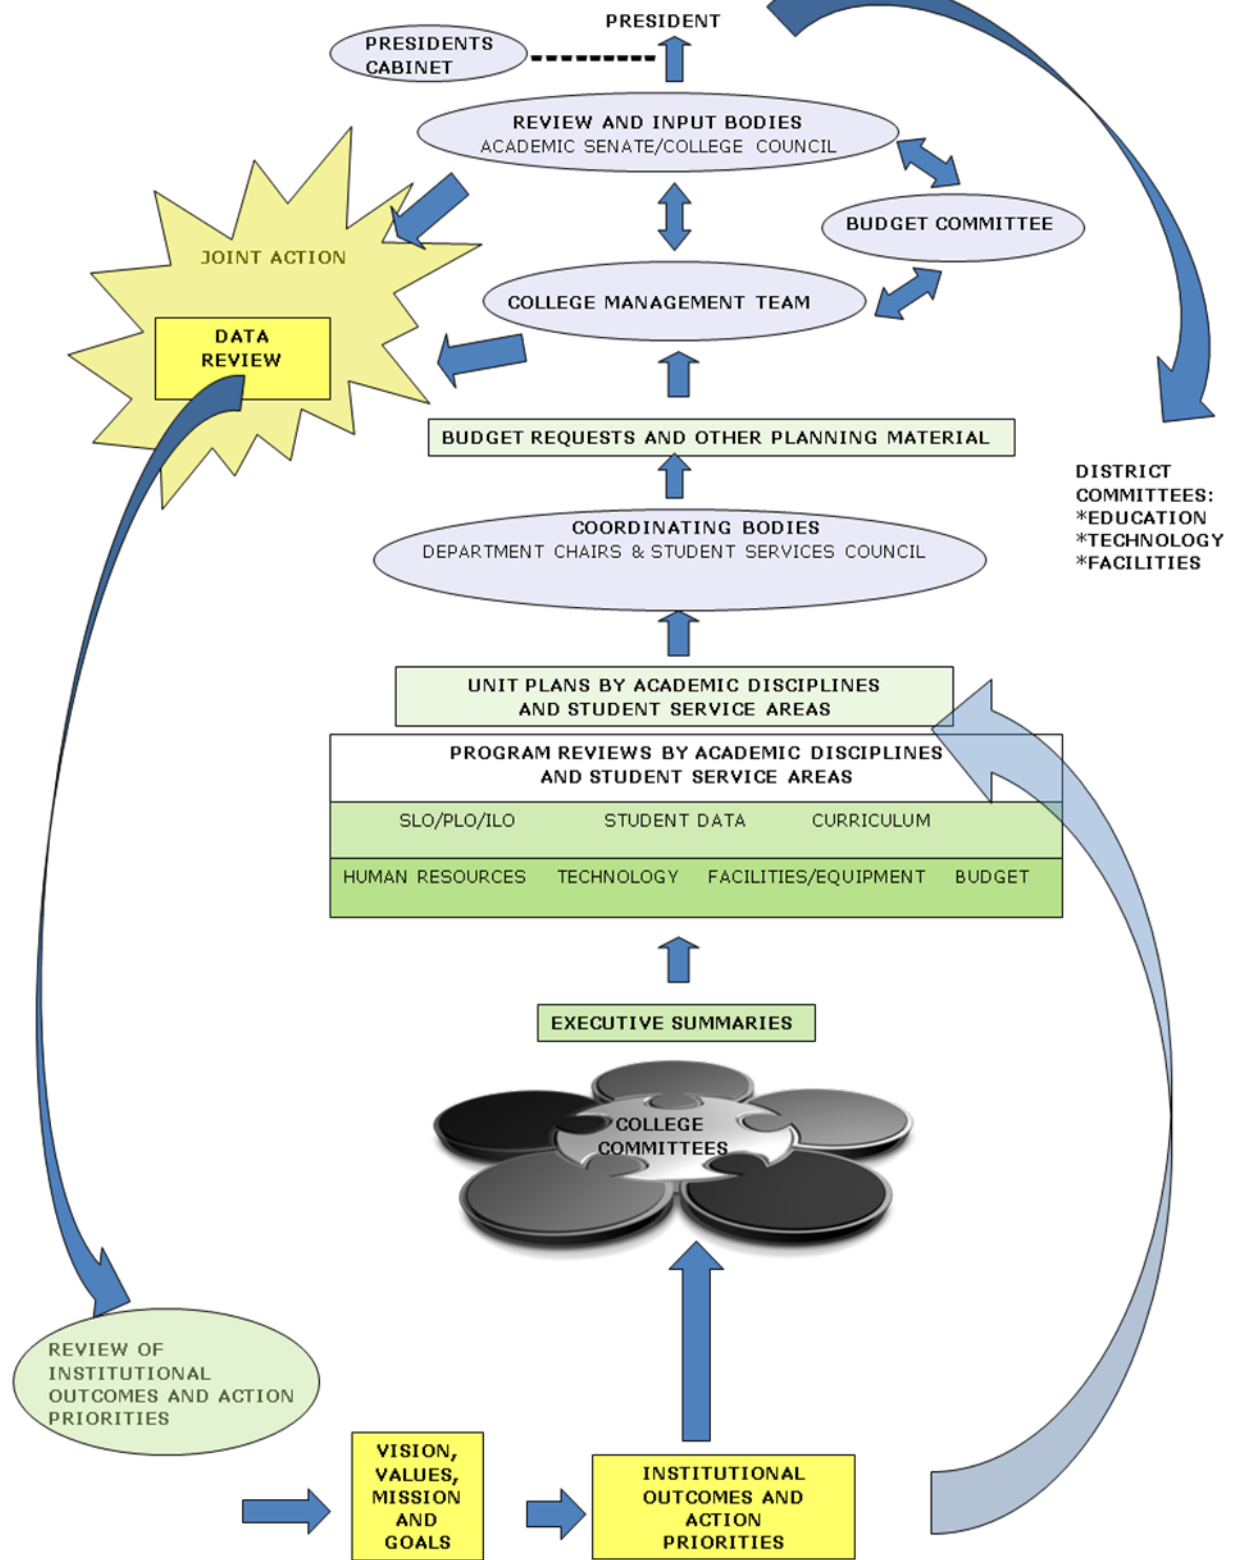 PRESIDENT
PRESIDENTS
CABINET
REVIEW AND INPUT BODIES
ACADEMIC SENATE/COLLEGE COUNCIL
BUDGET COMMITTEE
JOINT ACTION
COLLEGE MANAGEMENT TEAM
DATA
REVIEW
BUDGET REQUESTS AND OTHER PLANNING MATERIAL
DISTRICT
COMMITTEES:
*EDUCATION
*TECHNOLOGY
*FACILITIES
COORDINATING BODIES
DEPARTMENT CHAIRS & STUDENT SERVICES COUNCIL
UNIT PLANS BY ACADEMIC DISCIPLINES
AND STUDENT SERVICE AREAS
PROGRAM REVIEWS BY ACADEMIC DISCIPLINES
AND STUDENT SERVICE AREAS
SLO/PLO/ILO STUDENT DATA CURRICULUM
HUMAN RESOURCES TECHNOLOGY FACILITIES/EQUIPMENT BUDGET
EXECUTIVE SUMMARIES
COLLEGE
COMMITTEES
REVIEW OF
INSTITUTIONAL
OUTCOMES AND ACTION
PRIORITIES
VISION,
VALUES,
MISSION
AND
GOALS
INSTITUTIONAL
OUTCOMES AND
ACTION
PRIORITIES